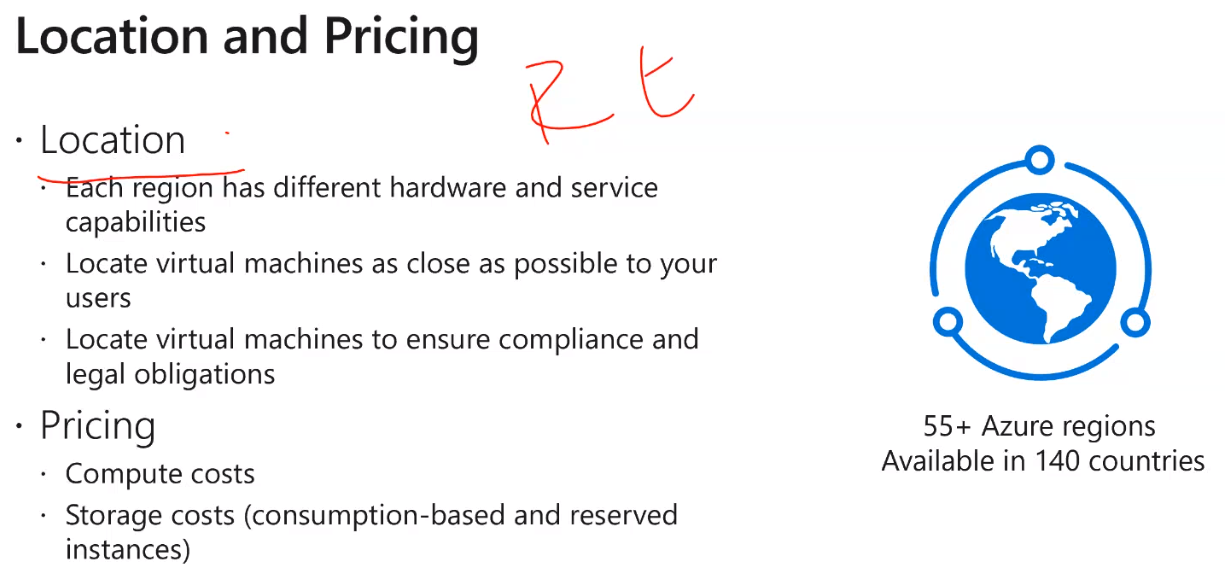 Location and Pricing
R t
· Location
· Each region has different hardware and service
capabilities
· Locate virtual machines as close as possible to your
users
· Locate virtual machines to ensure compliance and
legal obligations
· Pricing
· Compute costs
· Storage costs (consumption-based and reserved
instances)
55+ Azure regions
Available in 140 countries